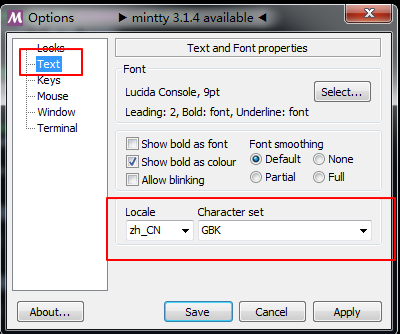 Options
▶ mintty 3.1.4 available ◀
Looks
Text
Keys
Mouse
Window
Terminal
Text and Font properties
Font
Lucida Console, 9pt
Select...
Leading: 2, Bold: font, Underline: font
Show bold as font
Show bold as colour
Allow blinking
Font smoothing
Default
None
Partial
Full
Locale
Character set
zh_CN
GBK
About...
Save
Cancel
Apply